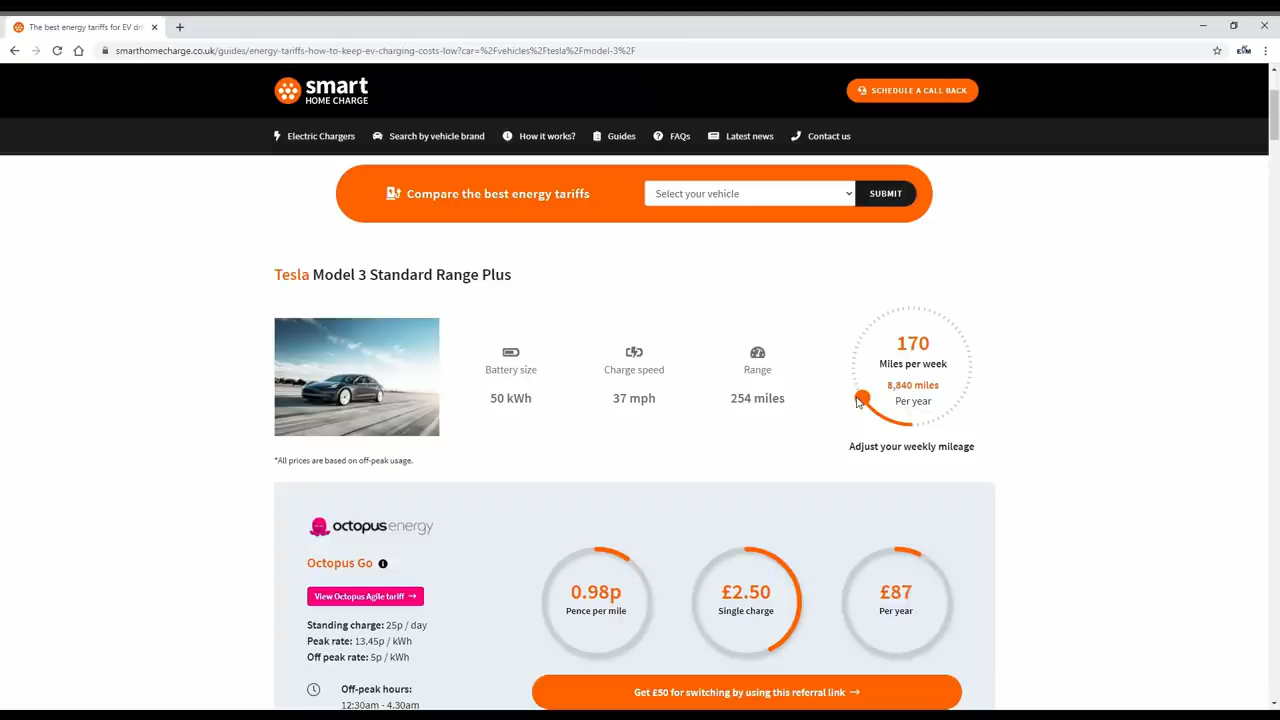 The best energy tariffs for EV dr
smarthomecharge.co.uk/guides/energy-tariffs-how-to-keep-ev-charging-costs-low?car=%2Fvehicles%2Ftesla%2Fmodel-3%2F
EVM
smart
HOME CHARGE
SCHEDULE A CALL BACK
Electric Chargers
Search by vehicle brand
How it works?
Guides
FAQs
Latest news
Contact us
Compare the best energy tariffs
Select your vehicle
SUBMIT
Tesla Model 3 Standard Range Plus
Battery size
50 kWh
Charge speed
37 mph
Range
254 miles
170
Miles per week
8,840 miles
Per year
Adjust your weekly mileage
*All prices are based on off-peak usage.
octopusenergy
Octopus Go
View Octopus Agile tariff →
Standing charge: 25p / day
Peak rate: 13.45p / kWh
Off peak rate: 5p / kWh
Off-peak hours:
12:30am - 4.30am
0.98p
Pence per mile
£2.50
Single charge
£87
Per year
Get £50 for switching by using this referral link →